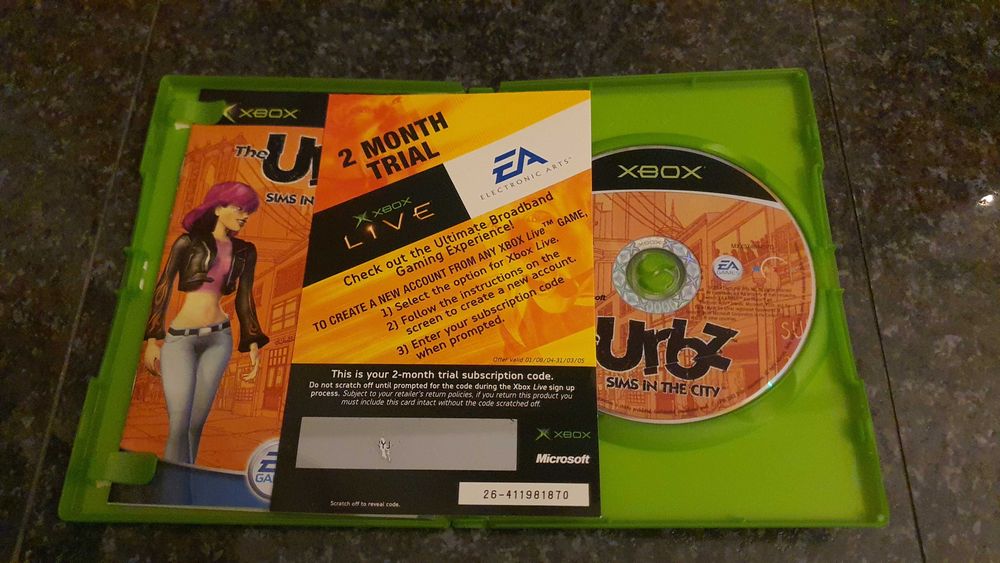 XBOX
The Ur
SIMS IN
EA
GAM
2 MONTH
TRIAL
EA
ELECTRONIC ARTS™
XBOX
LIVE
Check out the Ultimate Broadband
Gaming Experience!
TO CREATE A NEW ACCOUNT FROM ANY XBOX Live™ GAME,
1) Select the option for Xbox Live.
2) Follow the instructions on the
screen to create a new account.
3) Enter your subscription code
when prompted.
Offer valid 01/09/04-31/03/05
This is your 2-month trial subscription code.
Do not scratch off until prompted for the code during the Xbox Live sign up
process. Subject to your retailer's return policies, if you return this product you
must include this card intact without the code scratched off.
XBOX
Microsoft
26-411981870
Scratch off to reveal code.
XBOX
EA
GAMES
Urbz
SIMS IN THE CITY